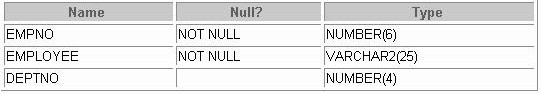 Name Null? Type
EMPNO NOT NULL NUMBER(6)
EMPLOYEE NOT NULL VARCHAR2(25)
DEPTNO NUMBER(4)